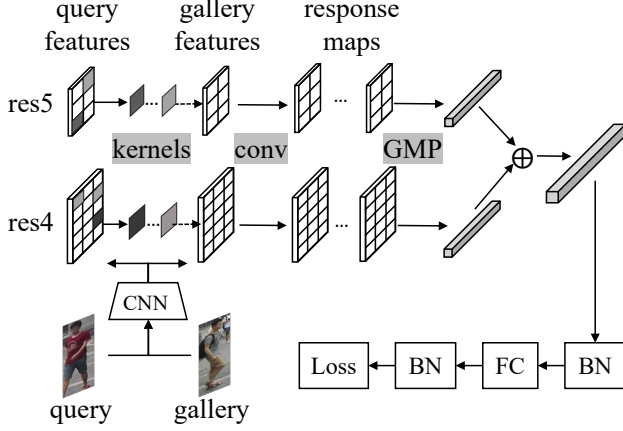 query
features
gallery
features
response
maps
res5
kernels
conv
GMP
res4
CNN
query
gallery
Loss
BN
FC
BN